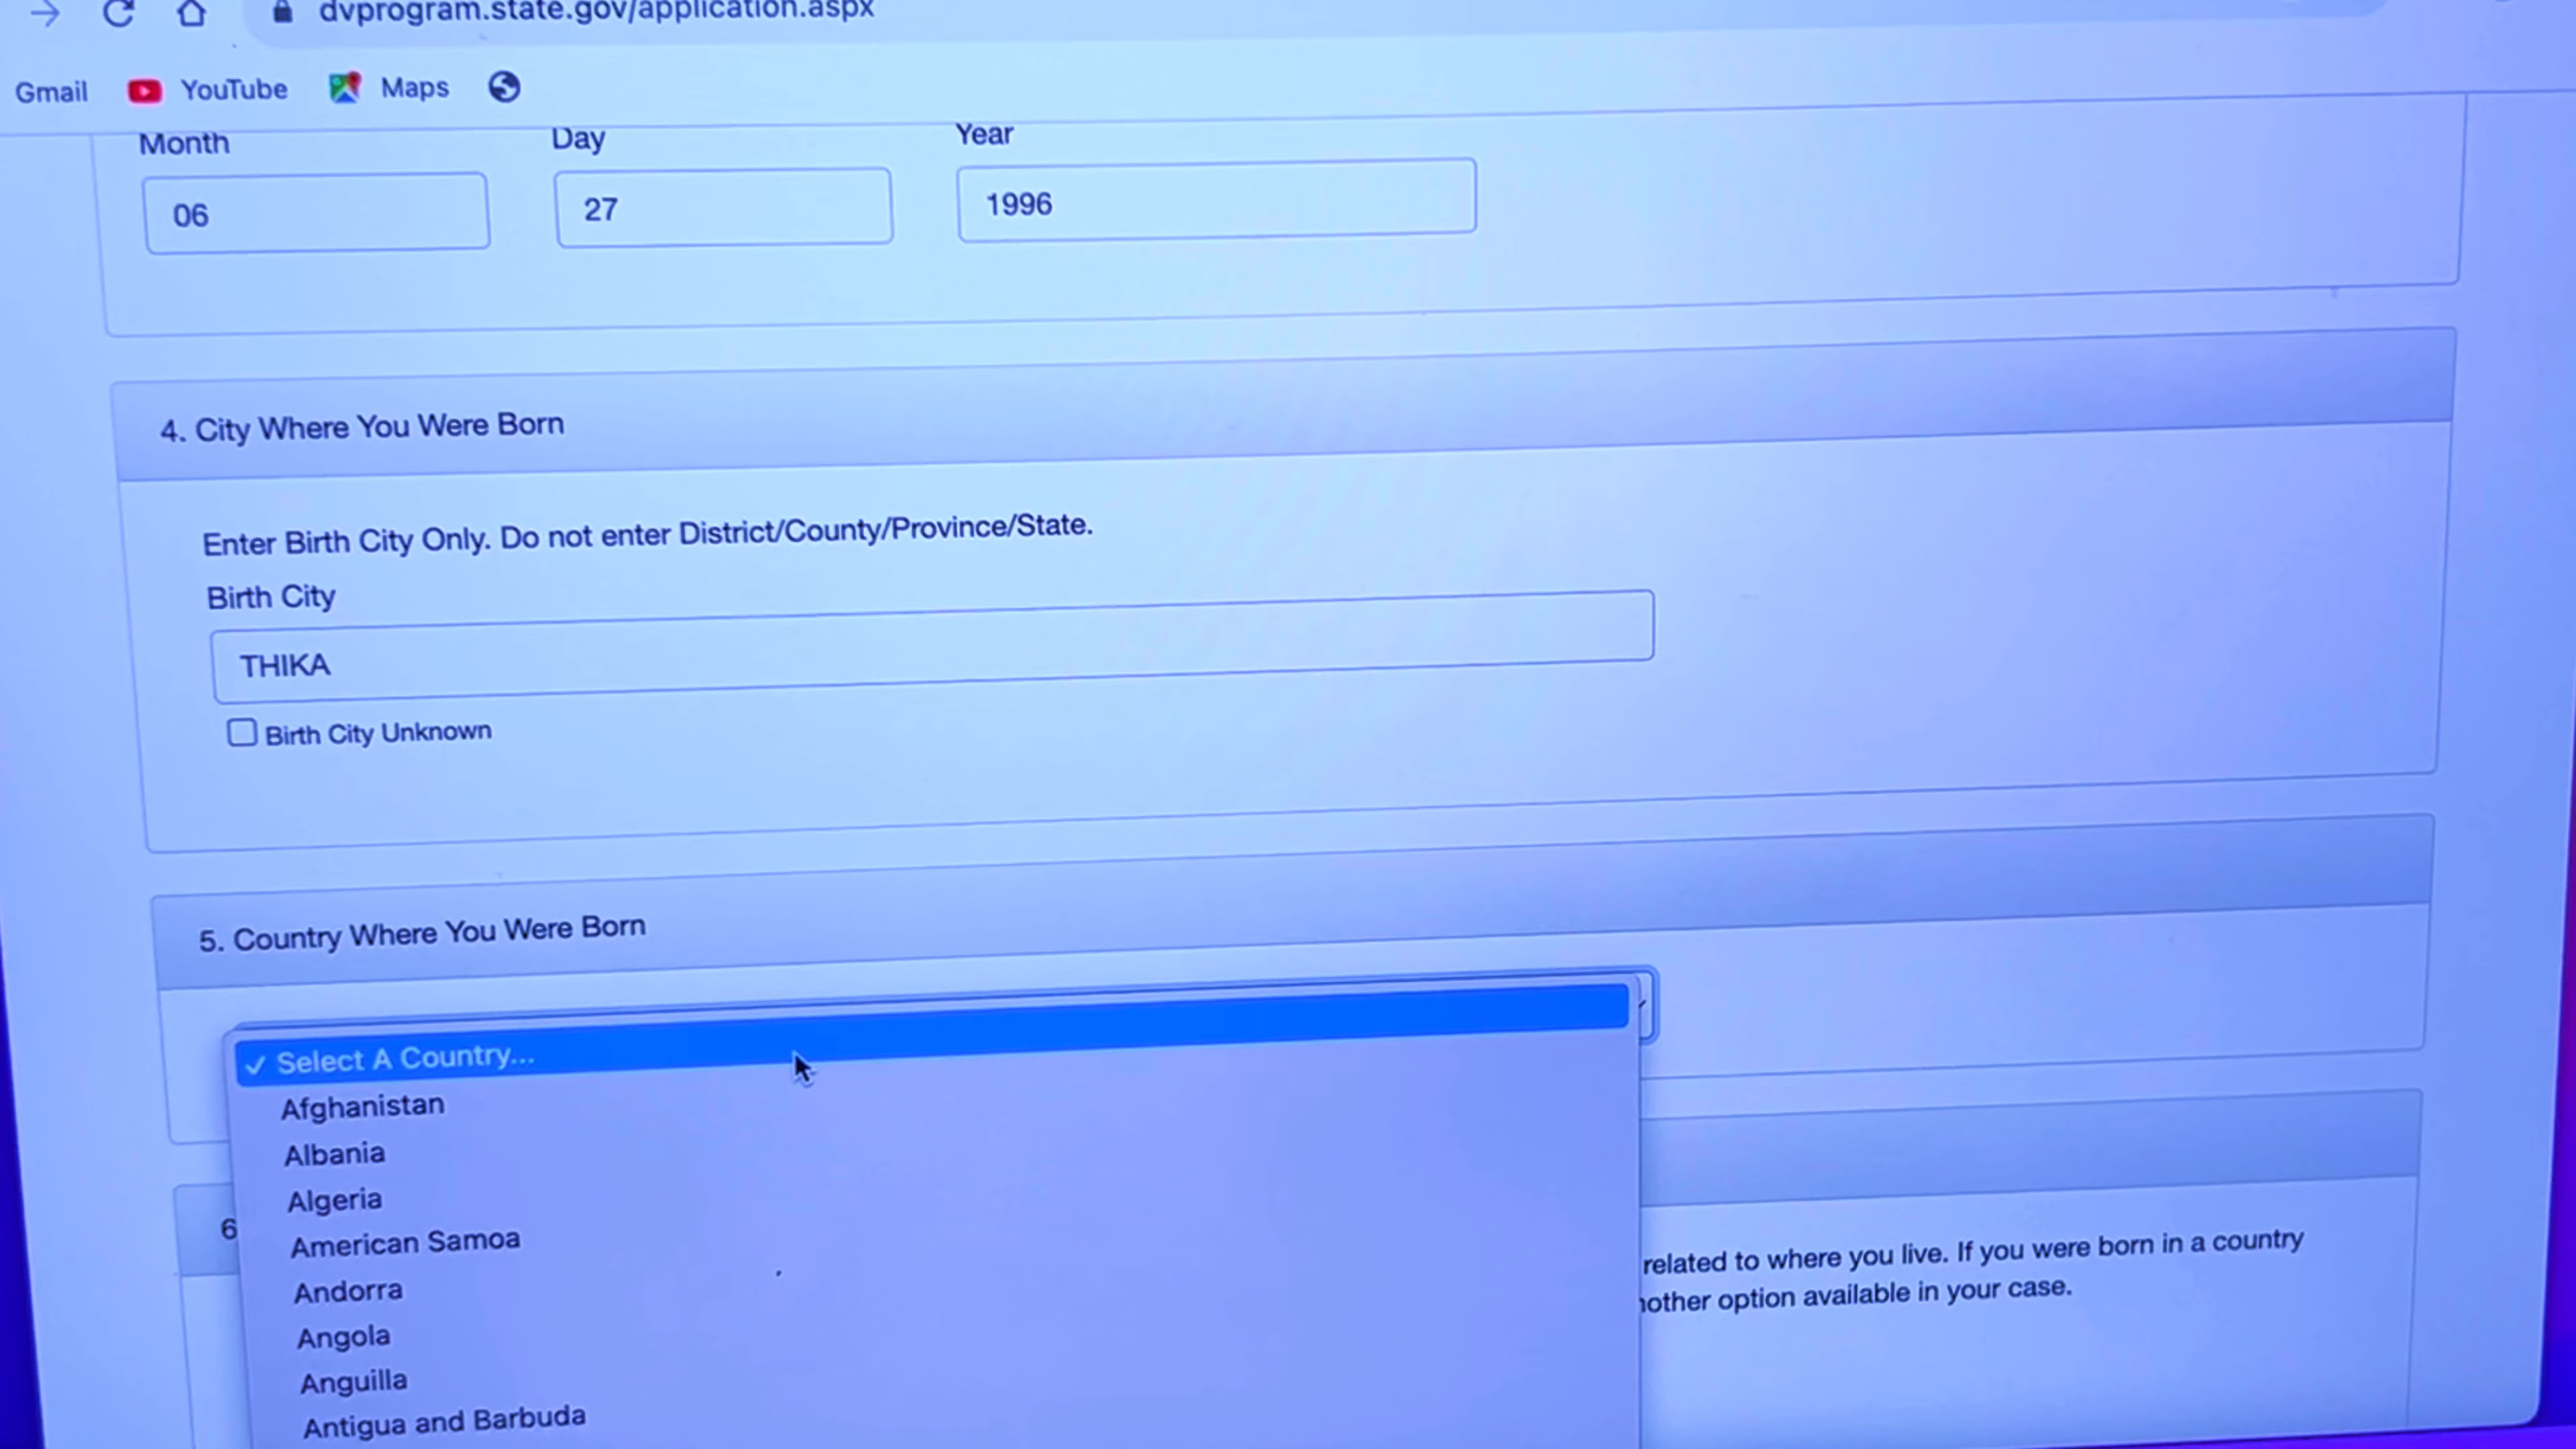 dvprogram.state.gov/application.aspx
Gmail YouTube Maps
Month Day Year
06 27 1996
4. City Where You Were Born
Enter Birth City Only. Do not enter District/County/Province/State.
Birth City
THIKA
Birth City Unknown
5. Country Where You Were Born
✓ Select A Country...
Afghanistan
Albania
Algeria
American Samoa
Andorra
Angola
Anguilla
Antigua and Barbuda
6
related to where you live. If you were born in a country
other option available in your case.